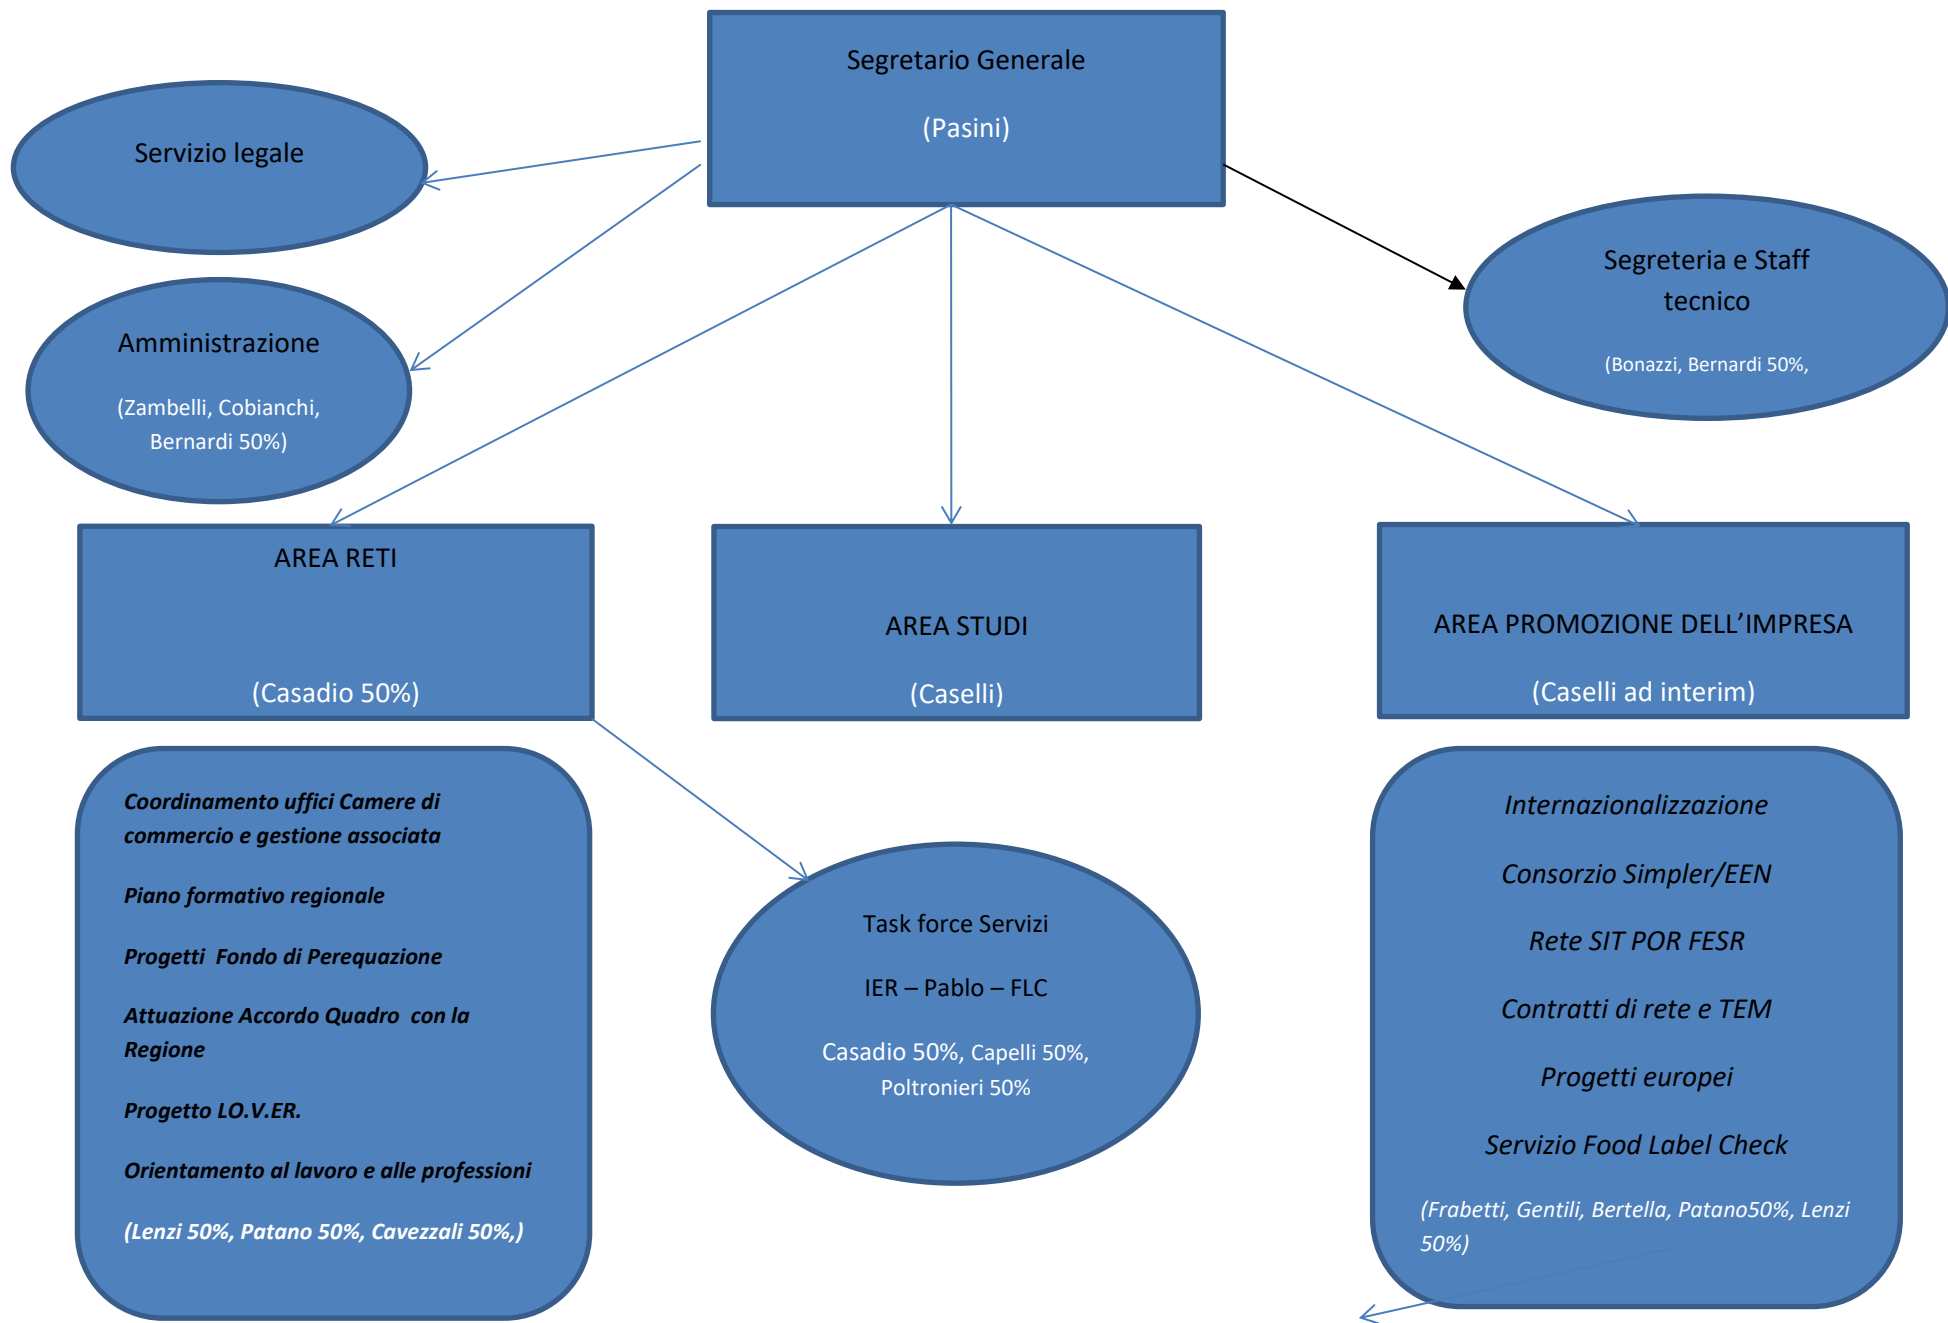 Segretario Generale
(Pasini)
Servizio legale
Segreteria e Staff
tecnico
(Bonazzi, Bernardi 50%,
Amministrazione
(Zambelli, Cobianchi,
Bernardi 50%)
AREA RETI
(Casadio 50%)
AREA STUDI
(Caselli)
AREA PROMOZIONE DELL’IMPRESA
(Caselli ad interim)
Coordinamento uffici Camere di
commercio e gestione associata
Piano formativo regionale
Progetti  Fondo di Perequazione
Attuazione Accordo Quadro  con la
Regione
Progetto LO.V.ER.
Orientamento al lavoro e alle professioni
(Lenzi 50%, Patano 50%, Cavezzali 50%,)
Task force Servizi
IER – Pablo – FLC
Casadio 50%, Capelli 50%,
Poltronieri 50%
Internazionalizzazione
Consorzio Simpler/EEN
Rete SIT POR FESR
Contratti di rete e TEM
Progetti europei
Servizio Food Label Check
(Frabetti, Gentili, Bertella, Patano50%, Lenzi
50%)